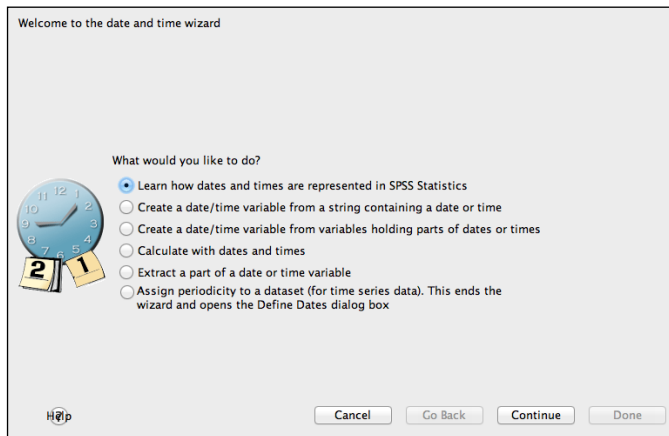 Welcome to the date and time wizard
What would you like to do?
Learn how dates and times are represented in SPSS Statistics
Create a date/time variable from a string containing a date or time
Create a date/time variable from variables holding parts of dates or times
Calculate with dates and times
Extract a part of a date or time variable
Assign periodicity to a dataset (for time series data). This ends the
wizard and opens the Define Dates dialog box
11 12 1
10 2
9 3
8
7 6 5
2 1
Help ?
Cancel Go Back Continue Done